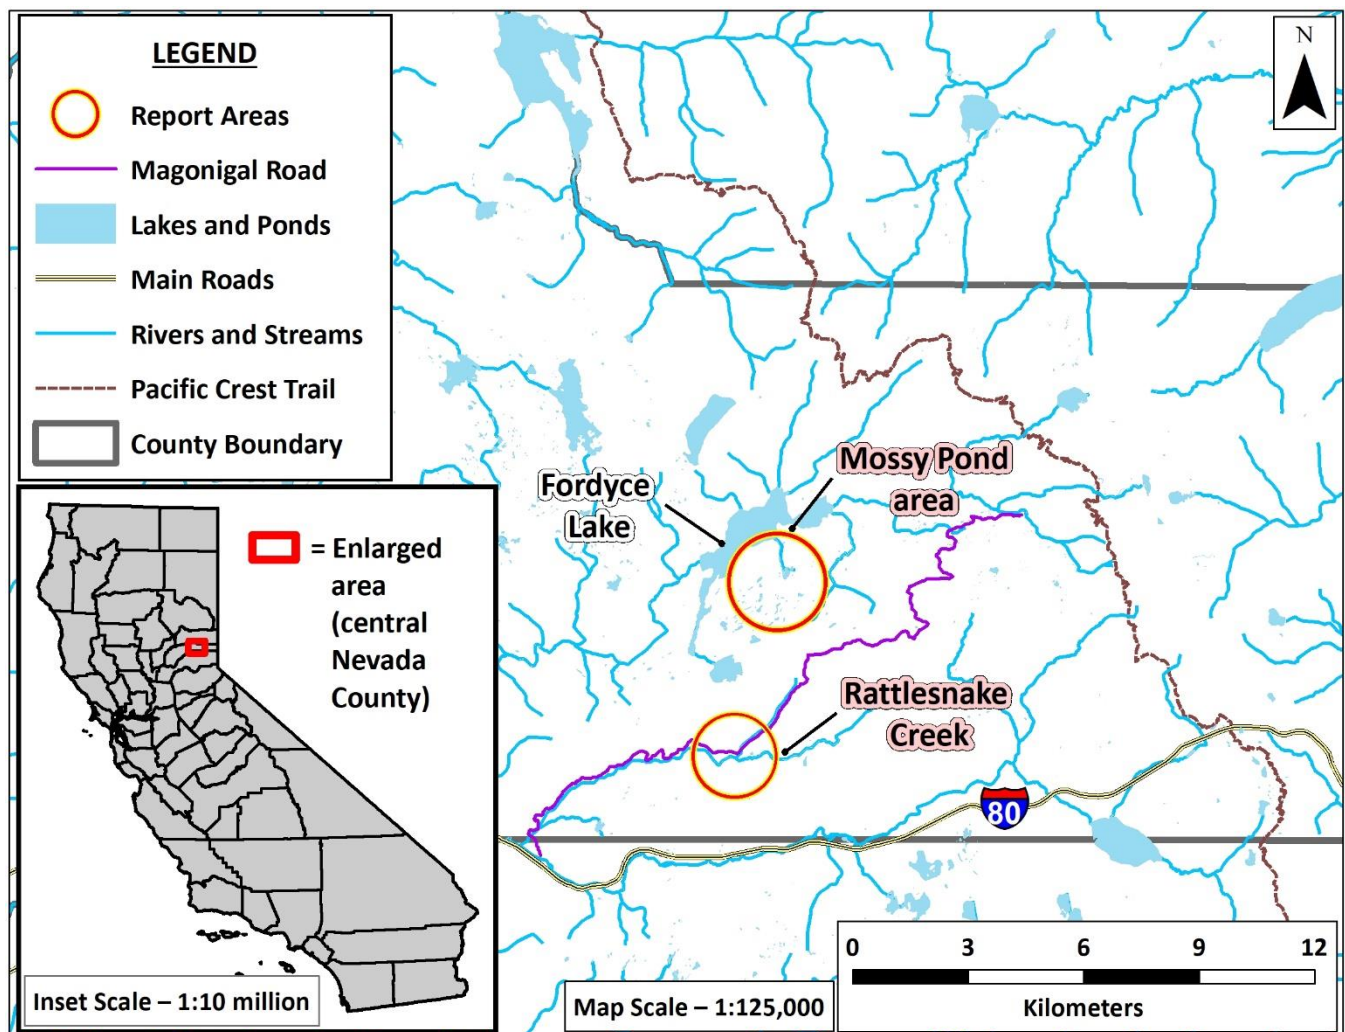 LEGEND
Report Areas
Magonigal Road
Lakes and Ponds
Main Roads
Rivers and Streams
Pacific Crest Trail
County Boundary
= Enlarged
area
(central
Nevada
County)
Inset Scale – 1:10 million
N
Mossy Pond
area
Fordyce
Lake
Rattlesnake
Creek
80
Map Scale – 1:125,000
0 3 6 9 12
Kilometers